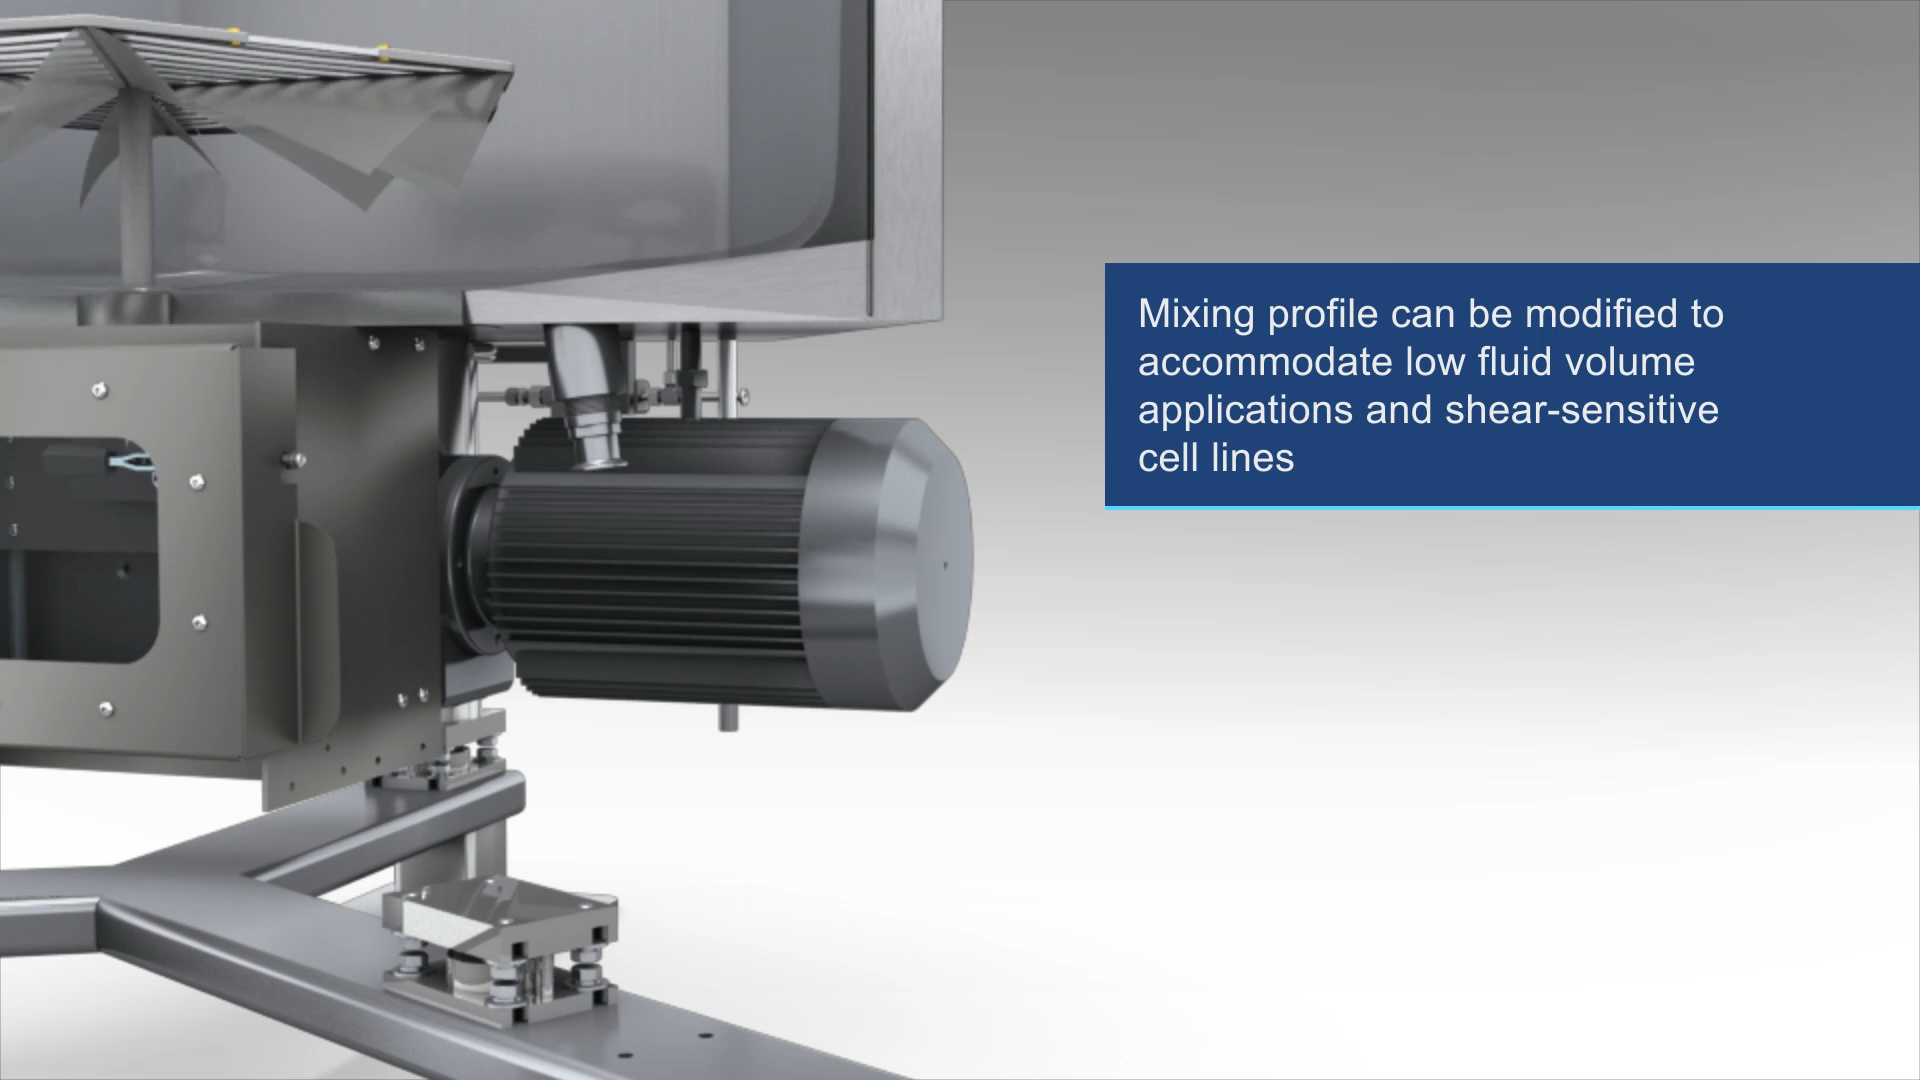 Mixing profile can be modified to
accommodate low fluid volume
applications and shear-sensitive
cell lines